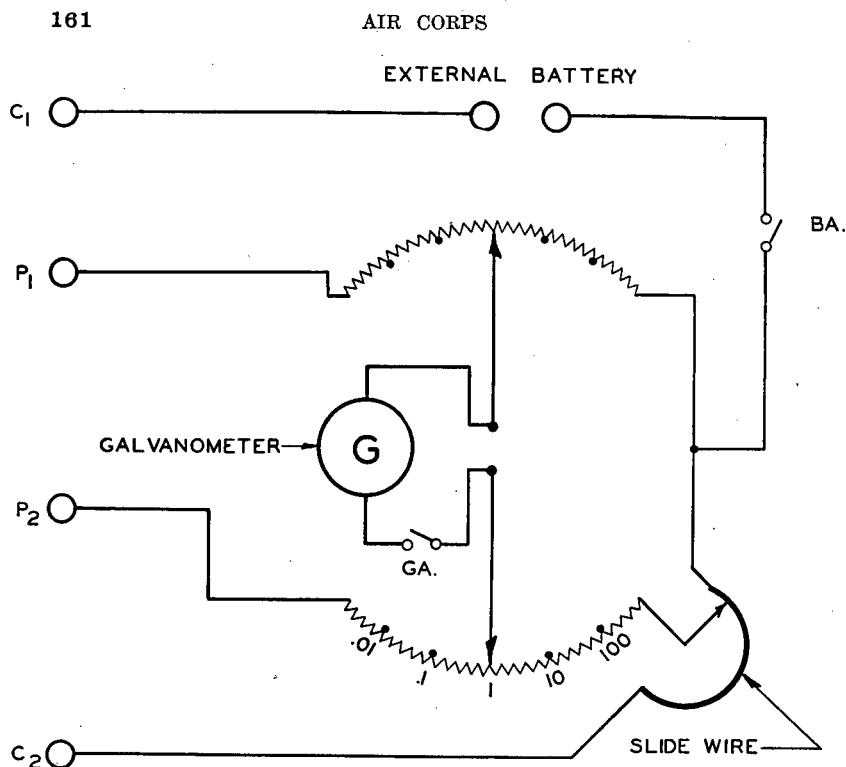 161
AIR CORPS
EXTERNAL BATTERY
C1
BA.
P1
GALVANOMETER
G
P2
GA.
.01
.1
1
10
100
SLIDE WIRE
C2